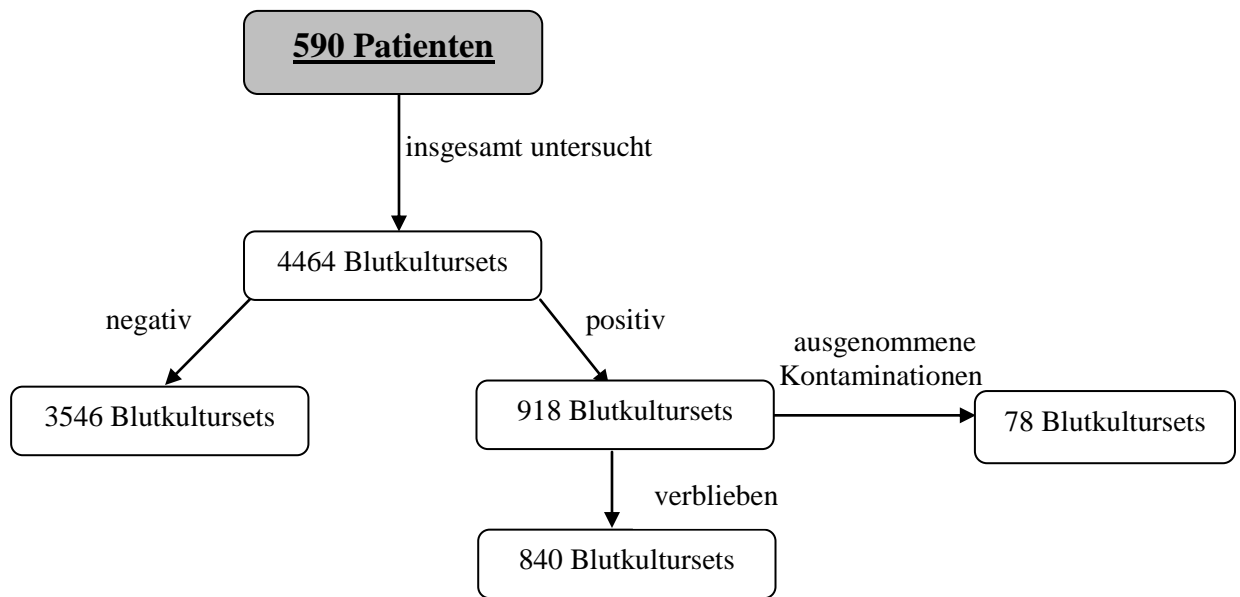 590 Patienten
insgesamt untersucht
4464 Blutkultursets
negativ
positiv
ausgenommene
Kontaminationen
3546 Blutkultursets
918 Blutkultursets
78 Blutkultursets
verblieben
840 Blutkultursets